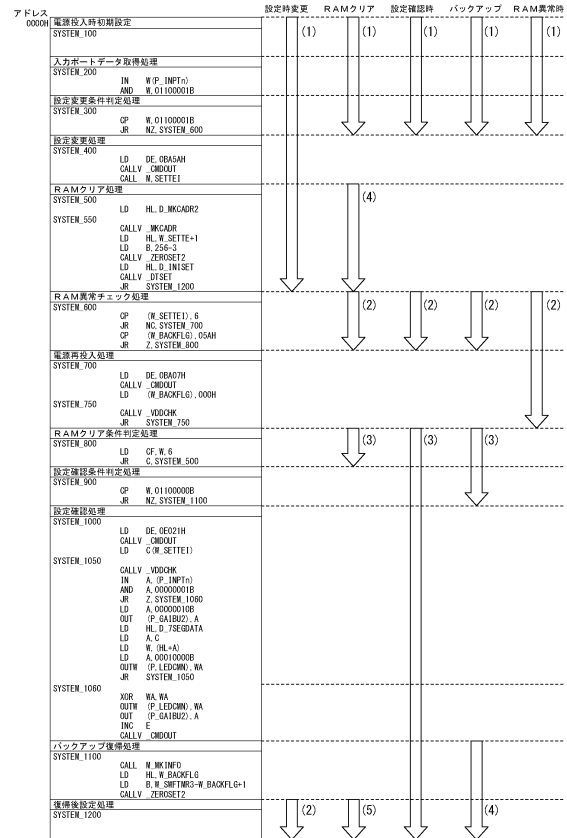 設定時変更 RAMクリア 設定確認時 バックアップ RAM異常時
アドレス
0000H 電源投入時初期設定
SYSTEM_100
(1) (1) (1) (1) (1)
入力ポートデータ取得処理
SYSTEM_200
IN W(P_INPTn)
AND W,01100001B
設定変更条件判定処理
SYSTEM_300
CP W,01100001B
JR NZ,SYSTEM_600
設定変更処理
SYSTEM_400
LD DE,0BA5AH
CALLV _CMDOUT
CALL M_SETTEI
RAMクリア処理
SYSTEM_500
(4)
LD HL,D_MKCADR2
SYSTEM_550
CALLV _MKCADR
LD HL,W_SETTE+1
LD B,256-3
CALLV _ZEROSET2
LD HL,D_INISET
CALLV _DTSET
JR SYSTEM_1200
RAM異常チェック処理
SYSTEM_600
(2) (2) (2) (2)
CP (W_SETTEI),6
JR NC,SYSTEM_700
CP (W_BACKFLG),05AH
JR Z,SYSTEM_800
電源再投入処理
SYSTEM_700
LD DE,0BA07H
CALLV _CMDOUT
LD (W_BACKFLG),000H
SYSTEM_750
CALLV _VDDCHK
JR SYSTEM_750
RAMクリア条件判定処理
SYSTEM_800
(3) (3) (3)
LD CF,W,6
JR C,SYSTEM_500
設定確認条件判定処理
SYSTEM_900
CP W,01100000B
JR NZ,SYSTEM_1100
設定確認処理
SYSTEM_1000
LD DE,0E021H
CALLV _CMDOUT
LD C(W_SETTEI)
SYSTEM_1050
CALLV _VDDCHK
IN A,(P_INPTn)
AND A,00000001B
JR Z,SYSTEM_1060
LD A,00000010B
OUT (P_GAIBU2),A
LD HL,D_7SEGDATA
LD A,C
LD W,(HL+A)
LD A,00010000B
OUTW (P_LEDCMN),WA
JR SYSTEM_1050
SYSTEM_1060
XOR WA,WA
OUTW (P_LEDCMN),WA
OUT (P_GAIBU2),A
INC E
CALLV _CMDOUT
バックアップ復帰処理
SYSTEM_1100
CALL M_MKINFO
LD HL,W_BACKFLG
LD B,W_SWFTMR3-W_BACKFLG+1
CALLV _ZEROSET2
復帰後設定処理
SYSTEM_1200
(2) (5) (4)